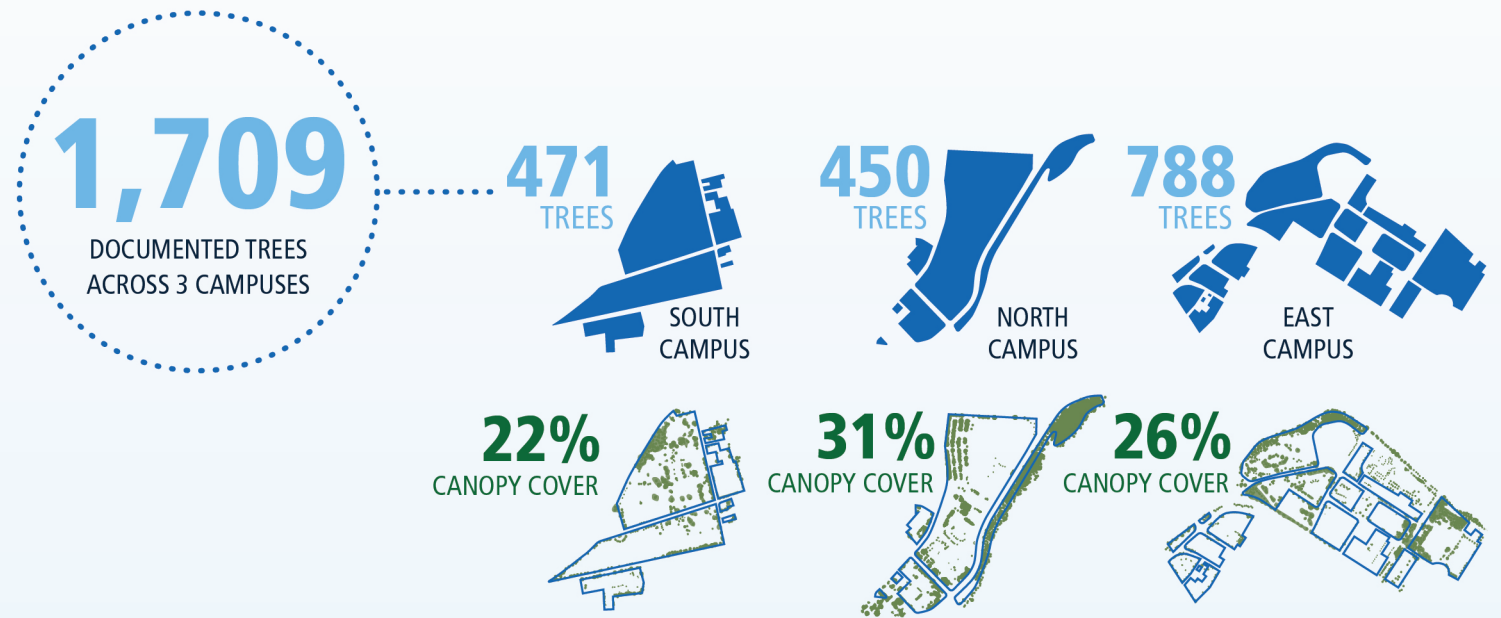 1,709
DOCUMENTED TREES
ACROSS 3 CAMPUSES
471
TREES
SOUTH
CAMPUS
450
TREES
NORTH
CAMPUS
788
TREES
EAST
CAMPUS
22%
CANOPY COVER
31%
CANOPY COVER
26%
CANOPY COVER